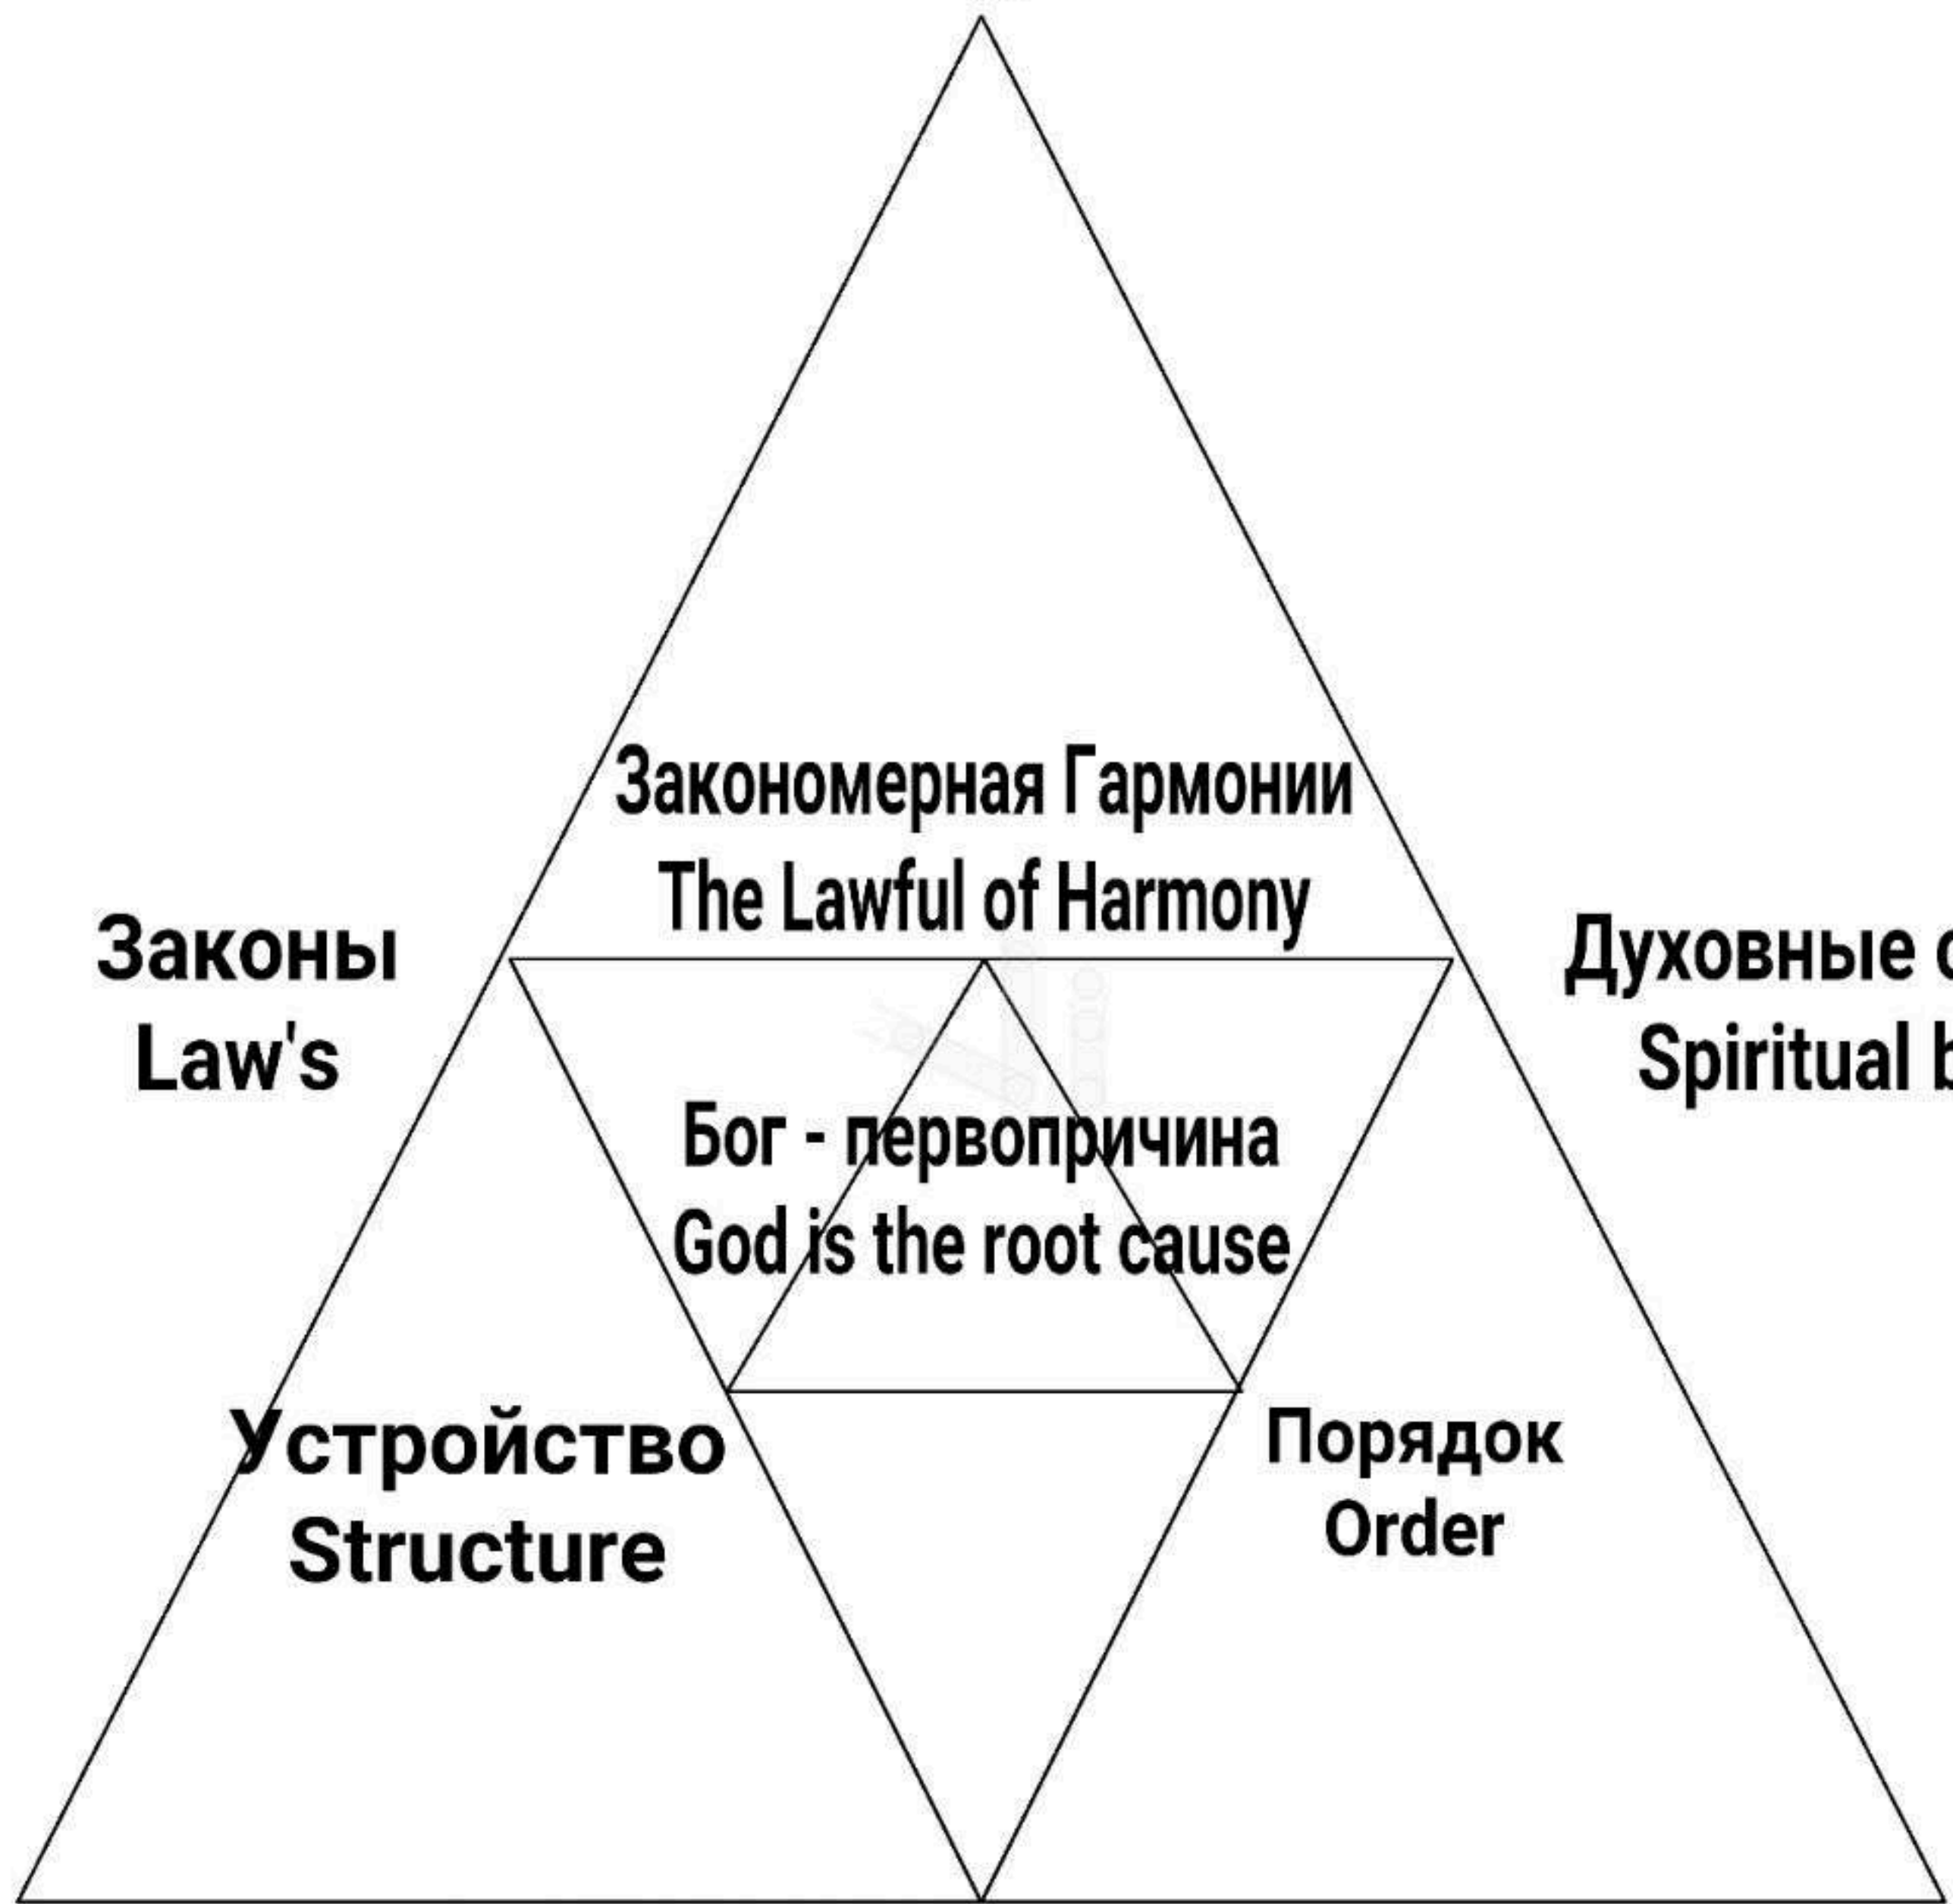 Закономерная Гармонии
The Lawful of Harmony
Законы
Law's
Духовные
Spiritual
Бог - первопричина
God is the root cause
Устройство
Structure
Порядок
Order